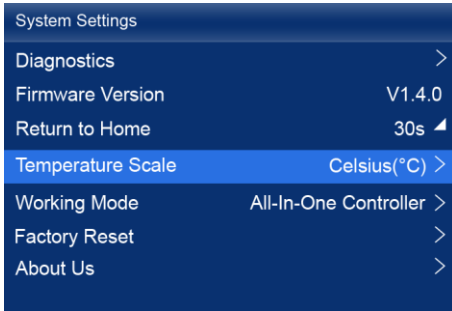 System Settings
Diagnostics >
Firmware Version V1.4.0
Return to Home 30s
Temperature Scale Celsius(°C) >
Working Mode All-In-One Controller >
Factory Reset >
About Us >